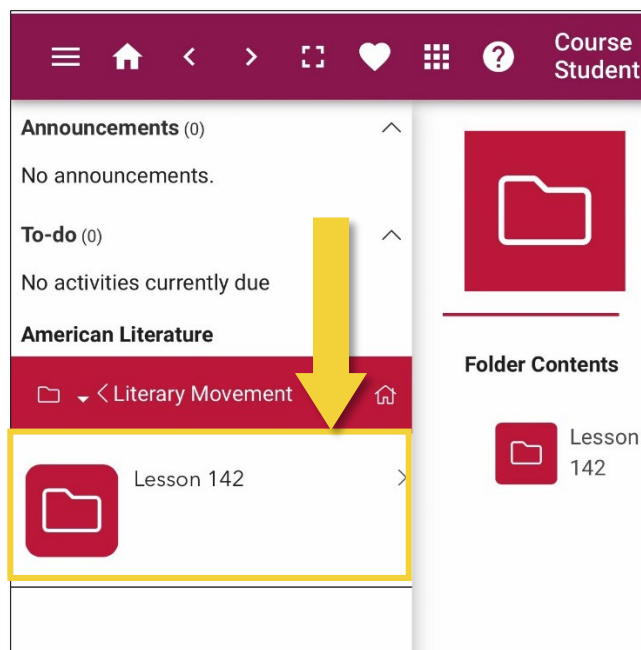 Course
Student
Announcements (0)
No announcements.
To-do (0)
No activities currently due
American Literature
Literary Movement
Lesson 142
Folder Contents
Lesson
142